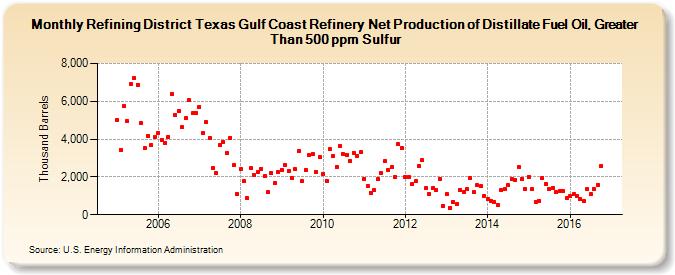 Monthly Refining District Texas Gulf Coast Refinery Net Production of Distillate Fuel Oil, Greater
Than 500 ppm Sulfur
Thousand Barrels
8,000
6,000
4,000
2,000
0
2006
2008
2010
2012
2014
2016
Source: U.S. Energy Information Administration